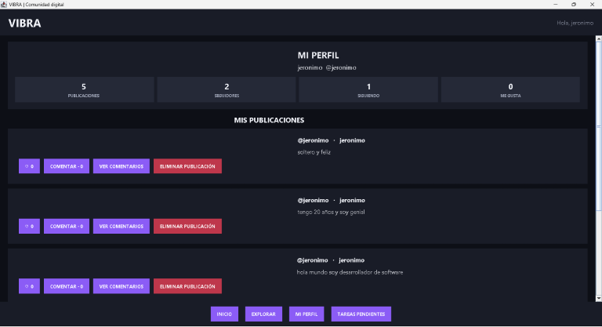 VIBRA | Comunidad digital
VIBRA
Hola, jeronimo
MI PERFIL
jeronimo @jeronimo
5
2
1
0
PUBLICACIONES
SEGUIDORES
SIGUIENDO
ME GUSTA
MIS PUBLICACIONES
@jeronimo · jeronimo
soltero y feliz
♡ 0 COMENTAR · 0 VER COMENTARIOS ELIMINAR PUBLICACIÓN
@jeronimo · jeronimo
tengo 20 años y soy genial
♡ 0 COMENTAR · 0 VER COMENTARIOS ELIMINAR PUBLICACIÓN
@jeronimo · jeronimo
hola mundo soy desarrollador de software
♡ 0 COMENTAR · 0 VER COMENTARIOS ELIMINAR PUBLICACIÓN
INICIO EXPLORAR MI PERFIL TAREAS PENDIENTES